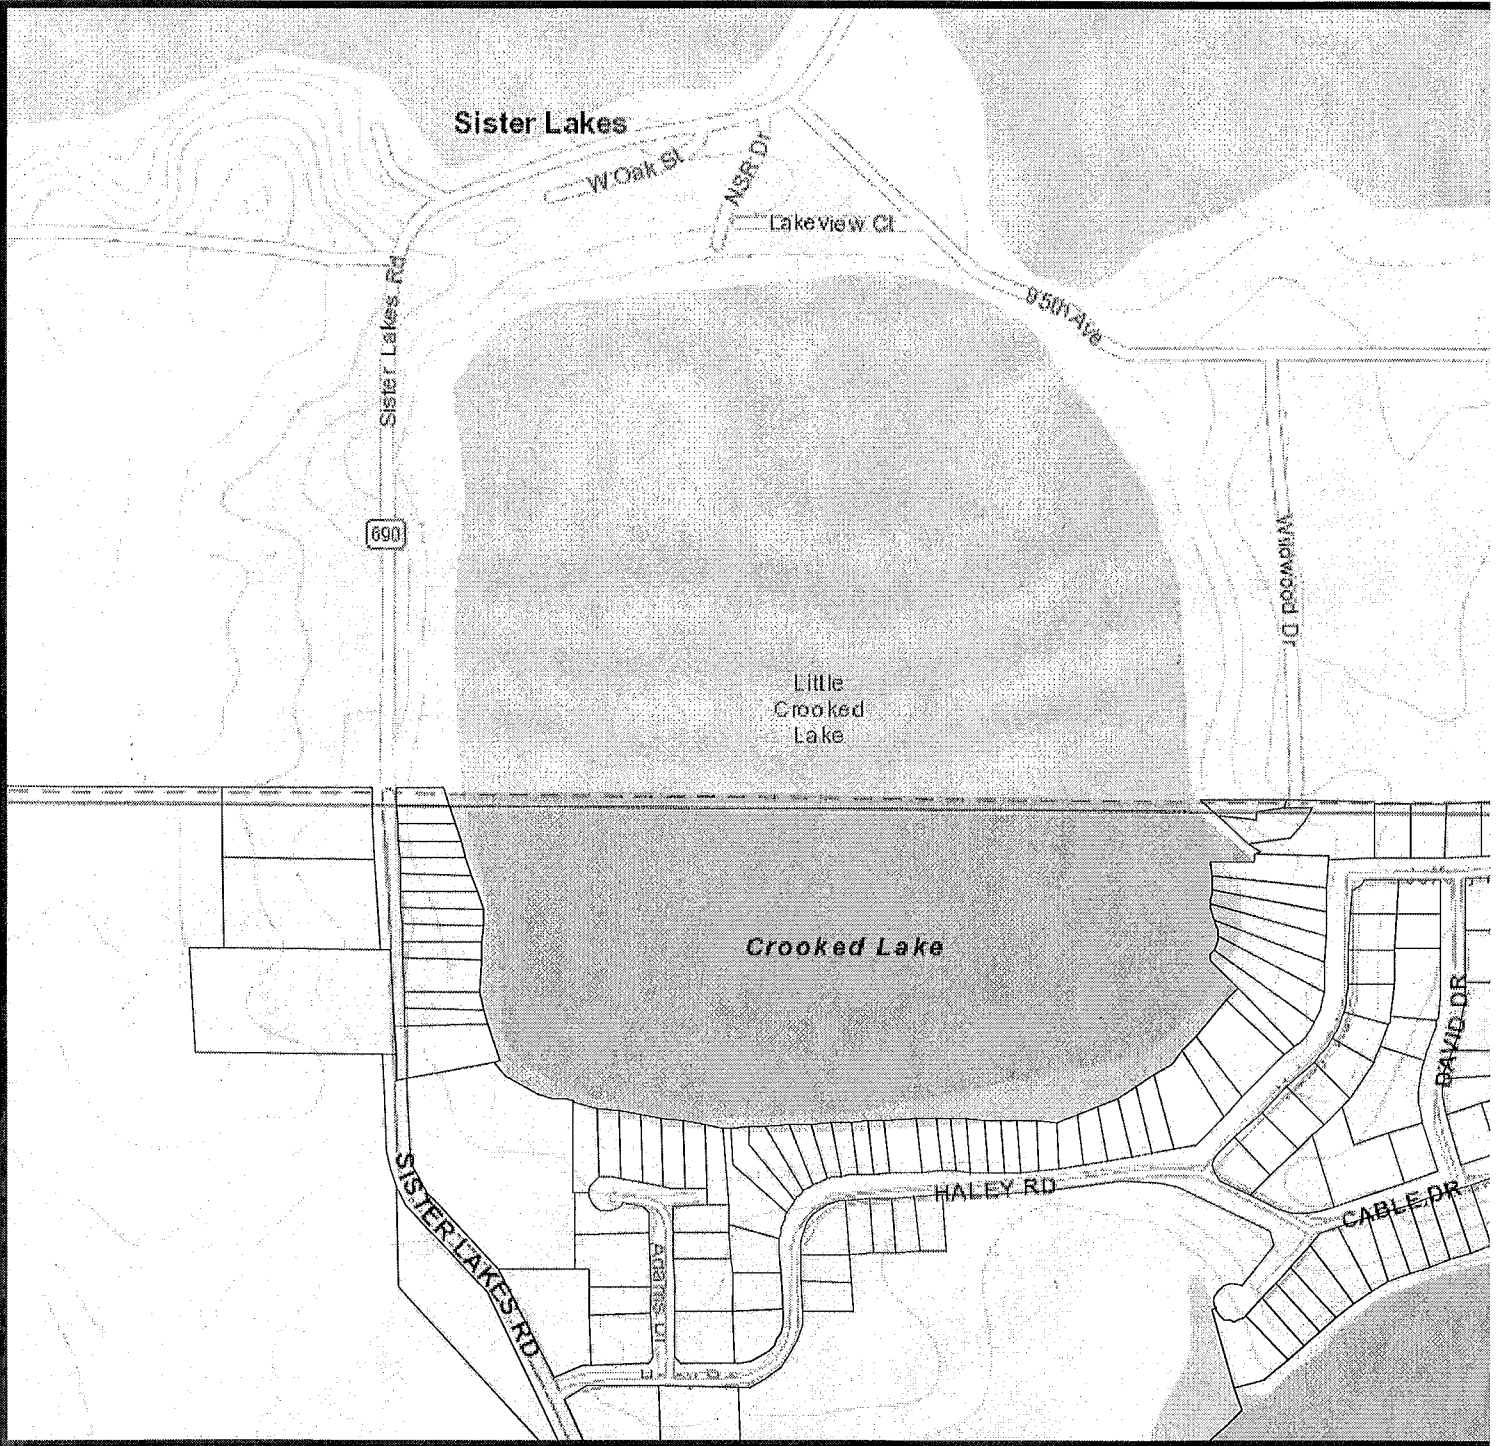 Sister Lakes
W Oak St
NSR Dr
Lakeview Ct
95th Ave
Sister Lakes Rd
690
Wildwood Dr
Little
Crooked
Lake
Crooked Lake
DAVID DR
HALEY RD
CABLE DR
SISTER LAKES RD
Adams Dr